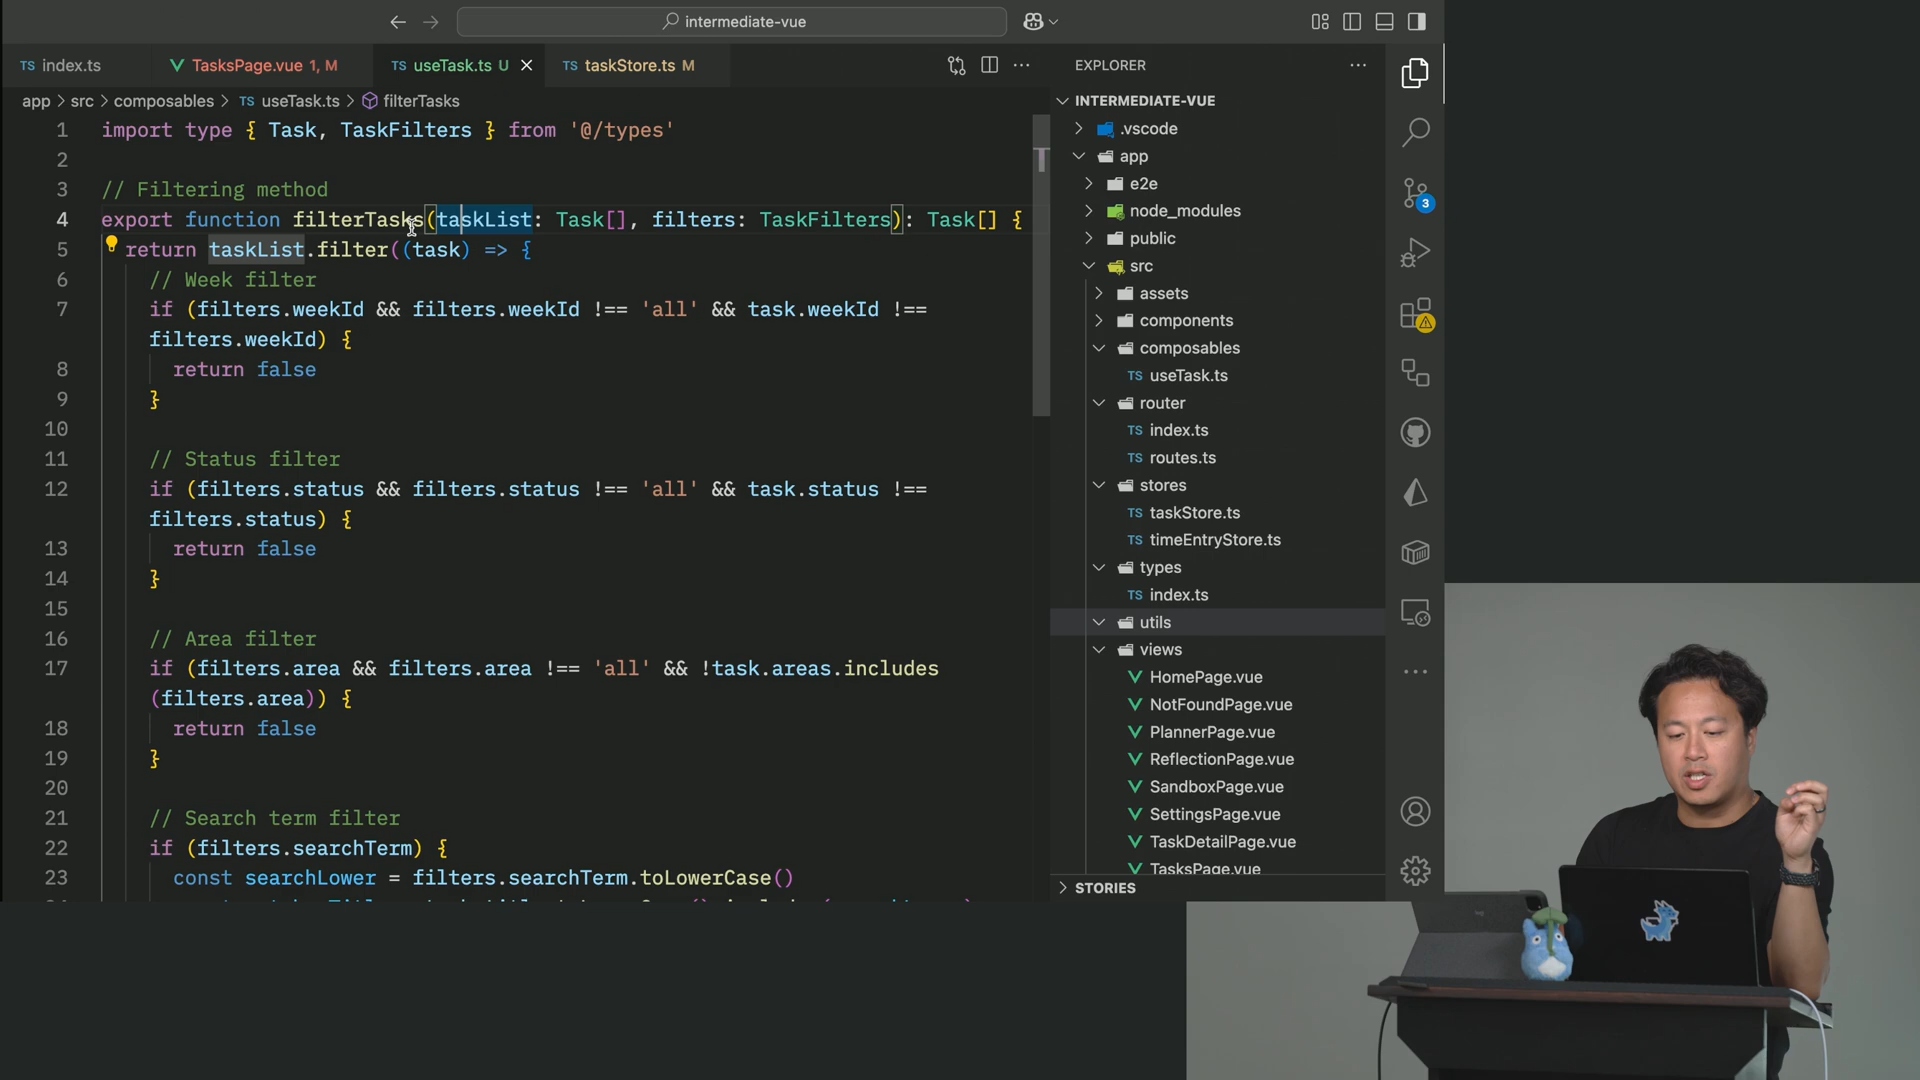 intermediate-vue
TS index.ts
TasksPage.vue 1, M
TS useTask.ts U
TS taskStore.ts M
EXPLORER
app > src > composables > TS useTask.ts > filterTasks
1 import type { Task, TaskFilters } from '@/types'
2
3 // Filtering method
4 export function filterTasks(taskList: Task[], filters: TaskFilters): Task[] {
5 return taskList.filter((task) => {
6 // Week filter
7 if (filters.weekId && filters.weekId !== 'all' && task.weekId !==
filters.weekId) {
8 return false
9 }
10
11 // Status filter
12 if (filters.status && filters.status !== 'all' && task.status !==
filters.status) {
13 return false
14 }
15
16 // Area filter
17 if (filters.area && filters.area !== 'all' && !task.areas.includes
(filters.area)) {
18 return false
19 }
20
21 // Search term filter
22 if (filters.searchTerm) {
23 const searchLower = filters.searchTerm.toLowerCase()
INTERMEDIATE-VUE
.vscode
app
e2e
node_modules
public
src
assets
components
composables
TS useTask.ts
router
TS index.ts
TS routes.ts
stores
TS taskStore.ts
TS timeEntryStore.ts
types
TS index.ts
utils
views
HomePage.vue
NotFoundPage.vue
PlannerPage.vue
ReflectionPage.vue
SandboxPage.vue
SettingsPage.vue
TaskDetailPage.vue
TasksPage.vue
STORIES
3